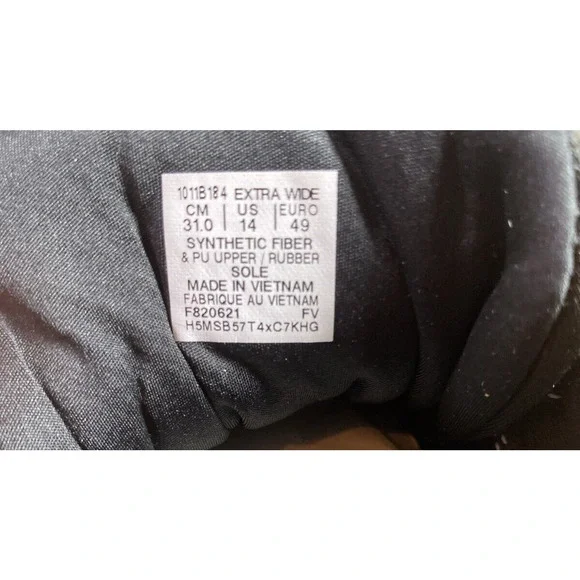 1011B184 EXTRA WIDE
CM | US | EURO
31.0 | 14 | 49
SYNTHETIC FIBER
& PU UPPER / RUBBER
SOLE
MADE IN VIETNAM
FABRIQUE AU VIETNAM
F820621 FV
H5MSB57T4xC7KHG